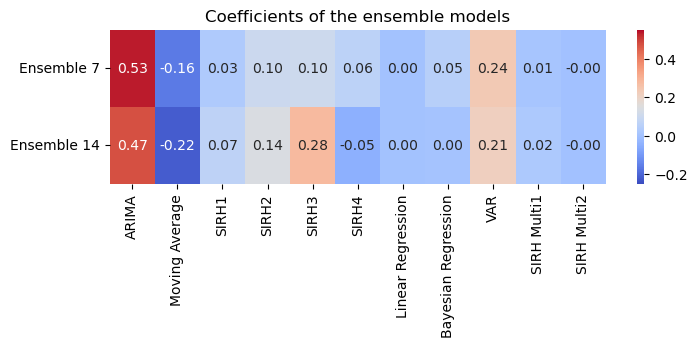 Coefficients of the ensemble models
Ensemble 7
0.53 -0.16 0.03 0.10 0.10 0.06 0.00 0.05 0.24 0.01 -0.00
Ensemble 14
0.47 -0.22 0.07 0.14 0.28 -0.05 0.00 0.00 0.21 0.02 -0.00
ARIMA
Moving Average
SIRH1
SIRH2
SIRH3
SIRH4
Linear Regression
Bayesian Regression
VAR
SIRH Multi1
SIRH Multi2
0.4
0.2
0.0
−0.2